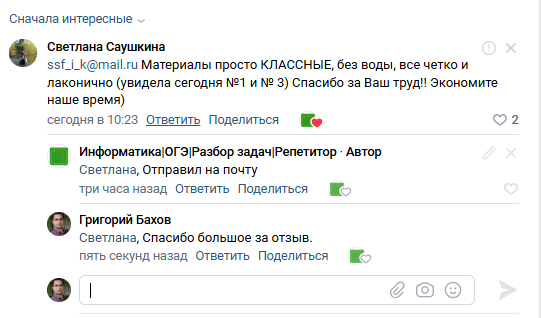 Сначала интересные
Светлана Саушкина
ssf_i_k@mail.ru Материалы просто КЛАССНЫЕ, без воды, все четко и
лаконично (увидела сегодня №1 и № 3) Спасибо за Ваш труд!! Экономите
наше время)
сегодня в 10:23 Ответить Поделиться 2
Информатика|ОГЭ|Разбор задач|Репетитор · Автор
Светлана, Отправил на почту
три часа назад Ответить Поделиться
Григорий Бахов
Светлана, Спасибо большое за отзыв.
пять секунд назад Ответить Поделиться